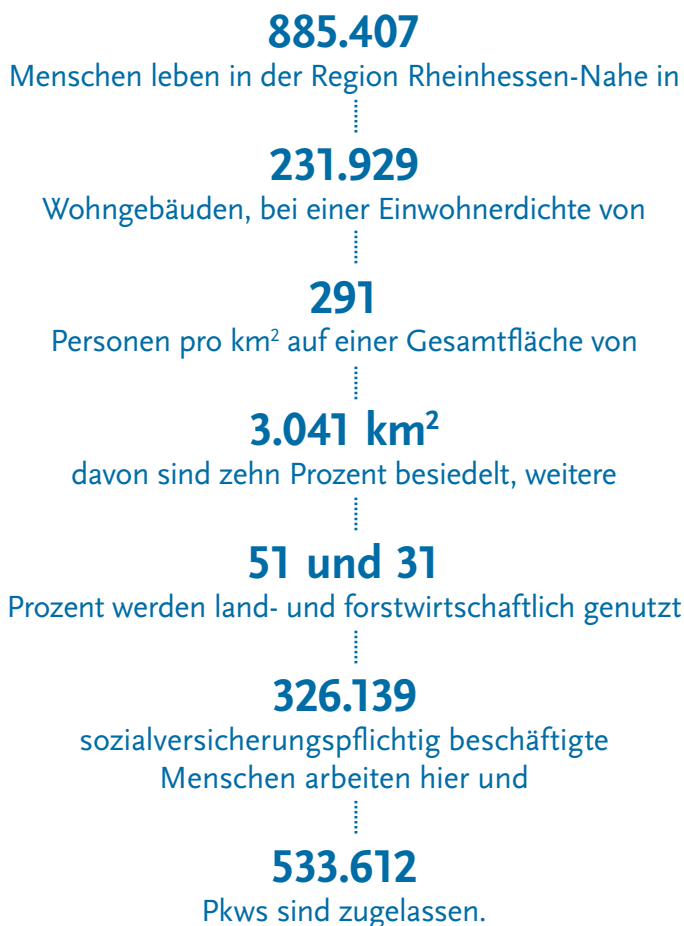 885.407
Menschen leben in der Region Rheinhessen-Nahe in
231.929
Wohngebäuden, bei einer Einwohnerdichte von
291
Personen pro km² auf einer Gesamtfläche von
3.041 km²
davon sind zehn Prozent besiedelt, weitere
51 und 31
Prozent werden land- und forstwirtschaftlich genutzt
326.139
sozialversicherungspflichtig beschäftigte
Menschen arbeiten hier und
533.612
Pkws sind zugelassen.